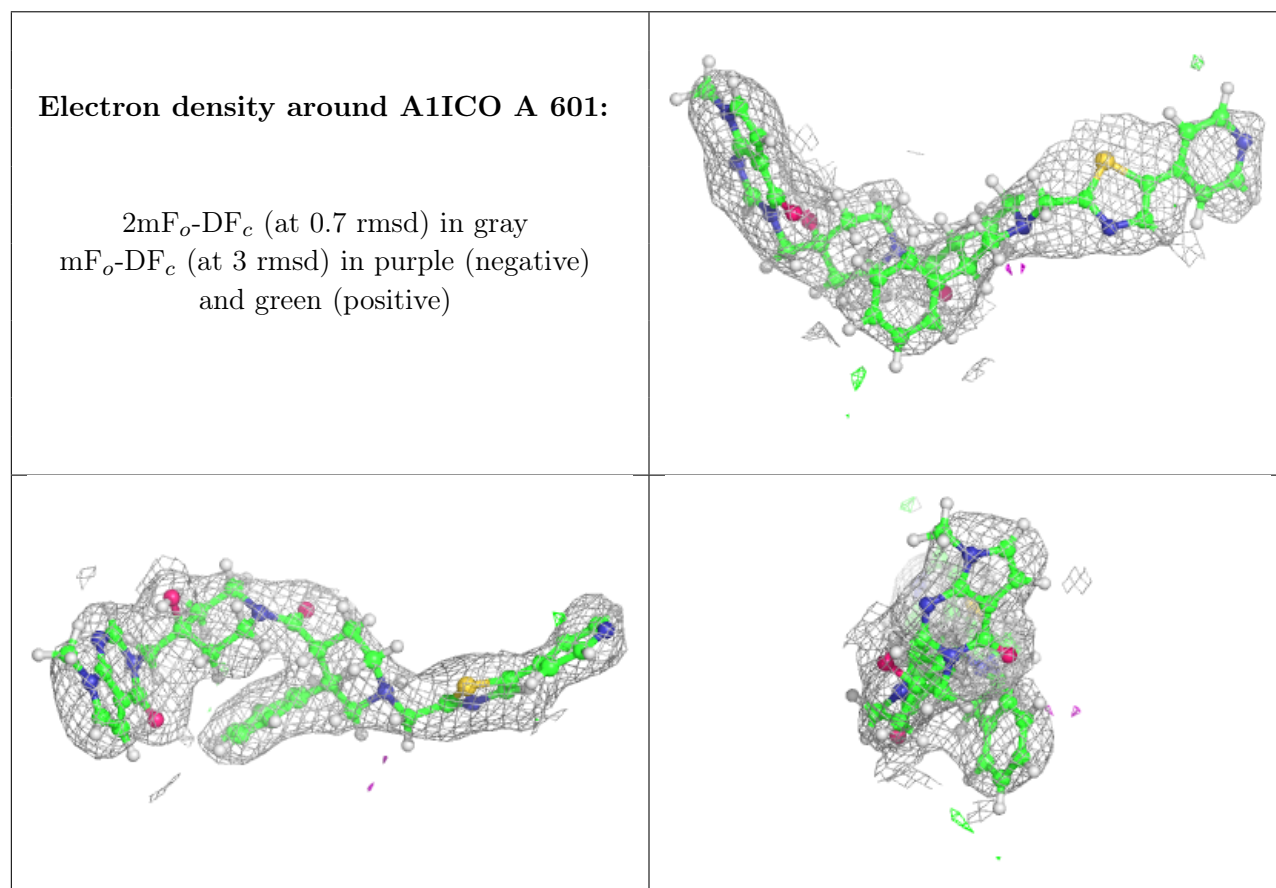 Electron density around A1ICO A 601:
2mFo-DFc (at 0.7 rmsd) in gray
mFo-DFc (at 3 rmsd) in purple (negative)
and green (positive)